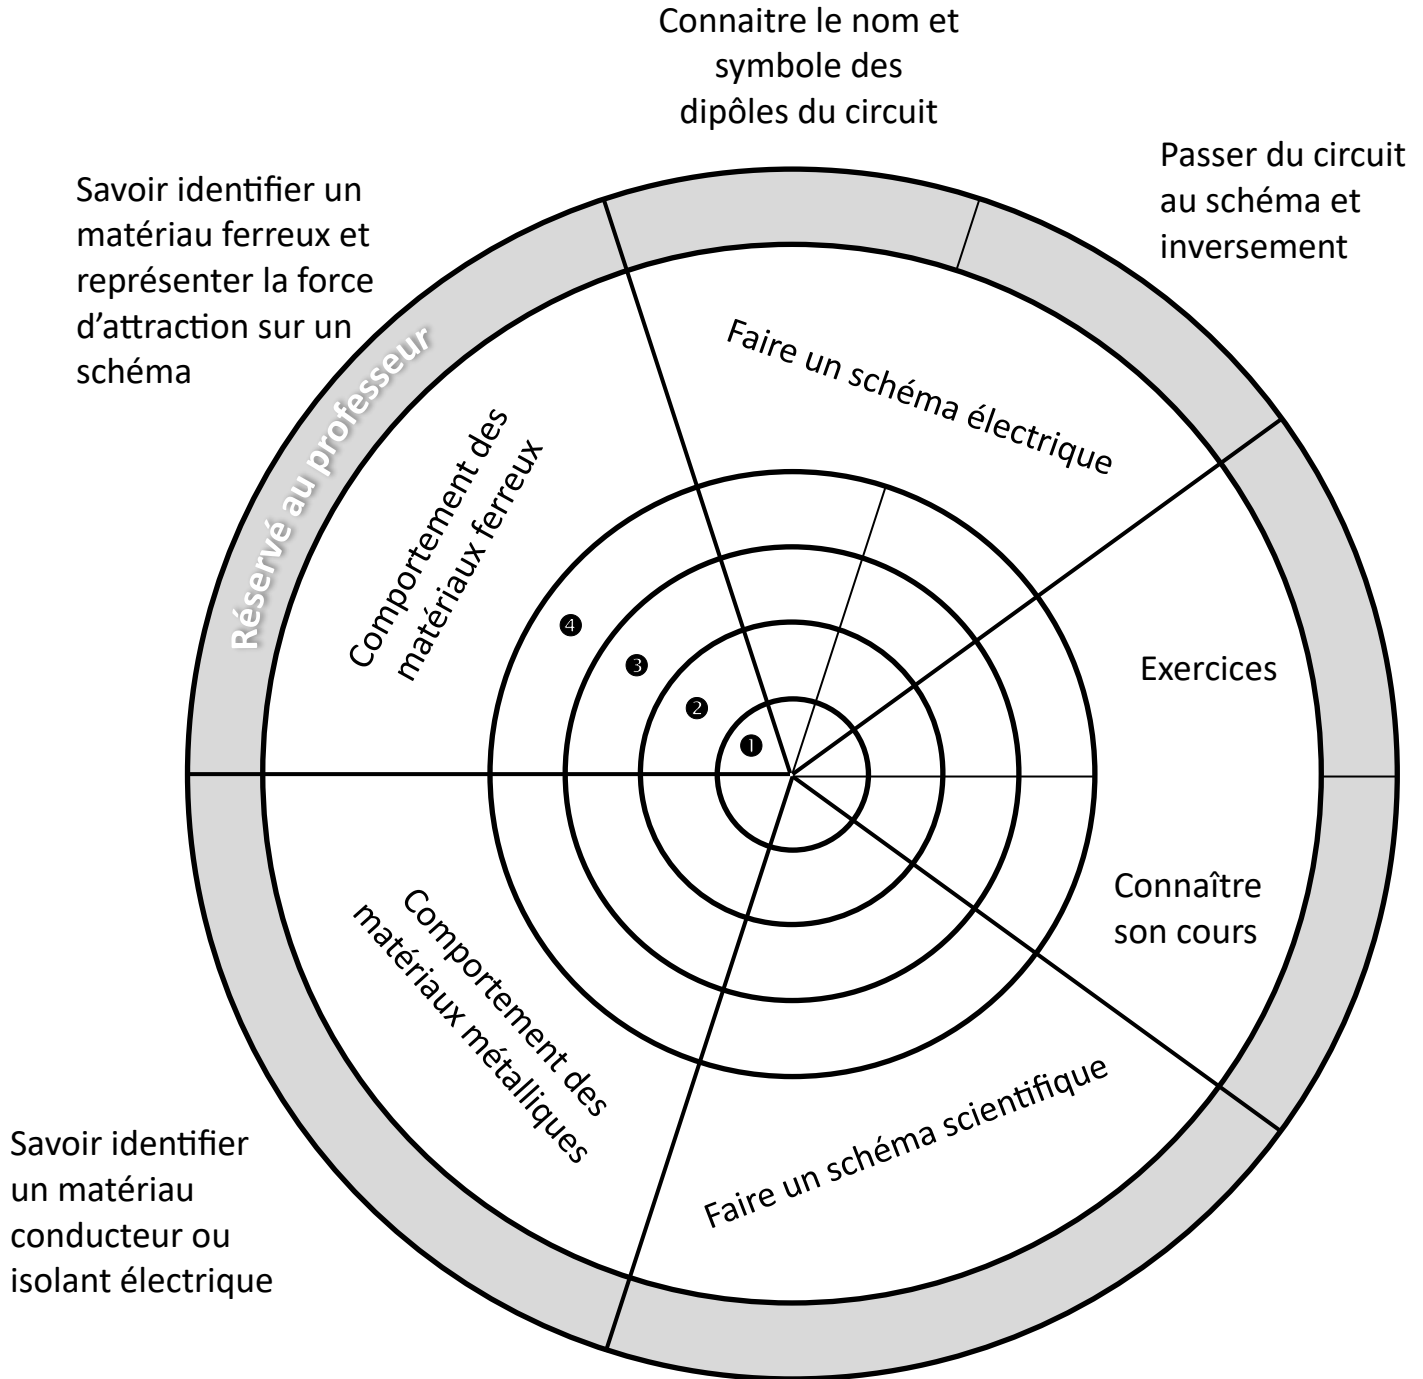 Connaitre le nom et
symbole des
dipôles du circuit
Passer du circuit
au schéma et
inversement
Savoir identifier un
matériau ferreux et
représenter la force
d’attraction sur un
schéma
Réservé au professeur
Faire un schéma électrique
Comportement des
matériaux ferreux
❹
❸
❷
❶
Exercices
Connaître
son cours
Comportement des
matériaux métalliques
Faire un schéma scientifique
Savoir identifier
un matériau
conducteur ou
isolant électrique